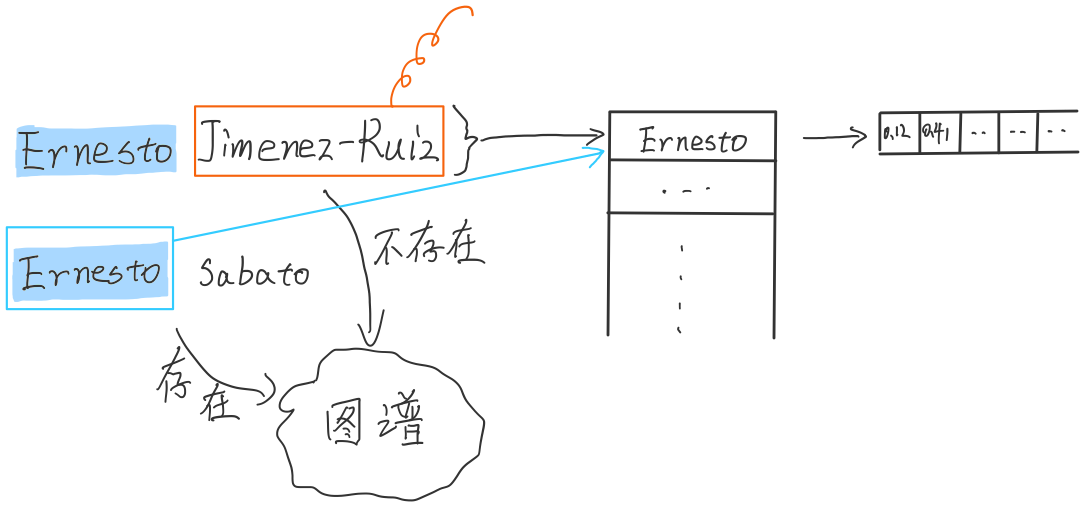 Ernesto Jimenez-Ruiz
Ernesto
0.12 0.41 -- -- --
. - -
Ernesto Sabato
不存在
存在
图谱